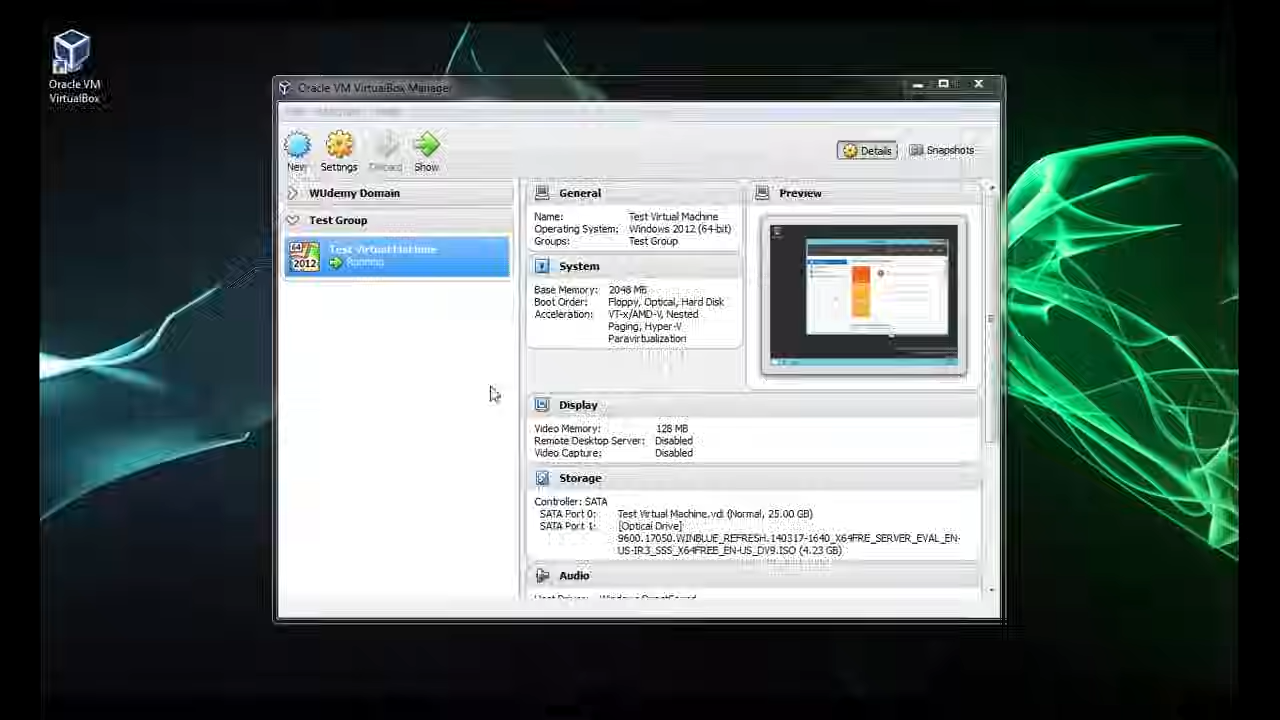 Oracle VM
VirtualBox
Oracle VM VirtualBox Manager
New
Settings
Discard
Show
Details
Snapshots
WUdemy Domain
Test Group
64
2012
Test Virtual Machine
Running
General
Name: Test Virtual Machine
Operating System: Windows 2012 (64-bit)
Groups: Test Group
System
Base Memory: 2048 MB
Boot Order: Floppy, Optical, Hard Disk
Acceleration: VT-x/AMD-V, Nested
Paging, Hyper-V
Paravirtualization
Preview
Display
Video Memory: 128 MB
Remote Desktop Server: Disabled
Video Capture: Disabled
Storage
Controller: SATA
SATA Port 0: Test Virtual Machine.vdi (Normal, 25.00 GB)
SATA Port 1: [Optical Drive]
9600.17050.WINBLUE_REFRESH.140317-1640_X64FRE_SERVER_EVAL_EN-
US-IR3_SSS_X64FREE_EN-US_DV9.ISO (4.23 GB)
Audio